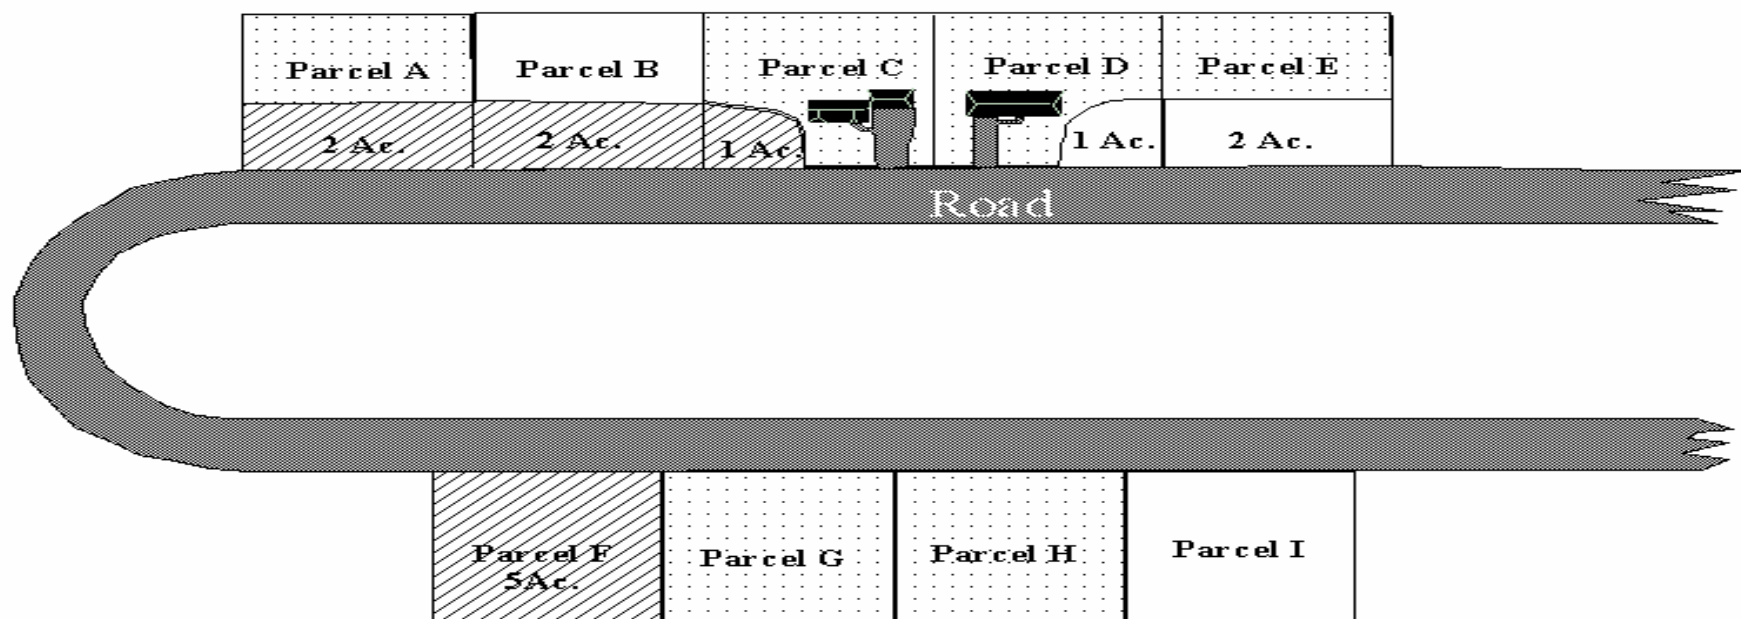 Parcel A
Parcel B
Parcel C
Parcel D
Parcel E
2 Ac.
2 Ac.
1 Ac.
1 Ac.
2 Ac.
Road
Parcel F
5Ac.
Parcel G
Parcel H
Parcel I